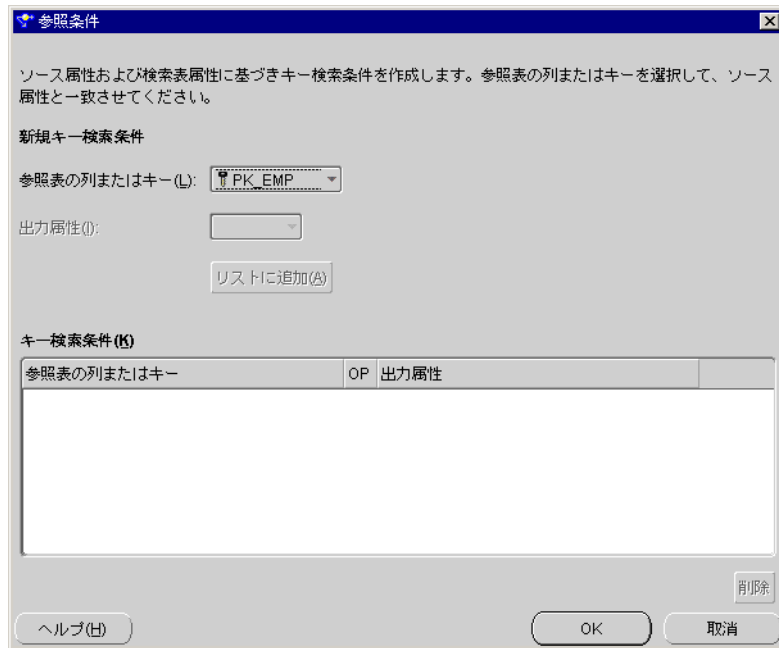 参照条件
ソース属性および検索表属性に基づきキー検索条件を作成します。参照表の列またはキーを選択して、ソース
属性と一致させてください。
新規キー検索条件
参照表の列またはキー(L): PK_EMP
出力属性(I):
リストに追加(A)
キー検索条件(K)
参照表の列またはキー OP 出力属性
削除
ヘルプ(H) OK 取消